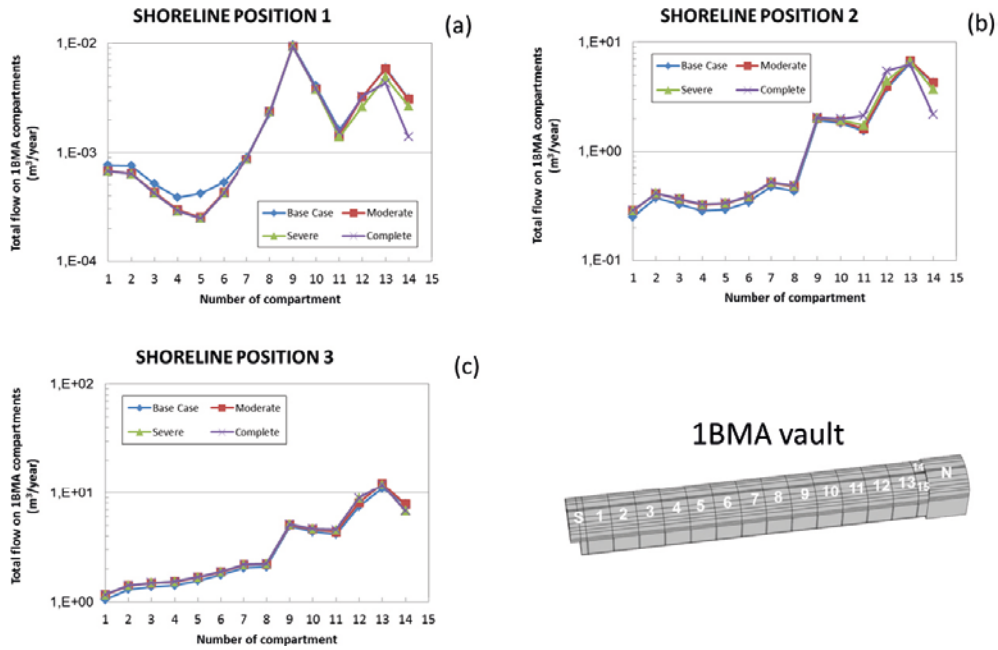 SHORELINE POSITION 1
(a)
Total flow on 1BMA compartments
(m³/year)
1,E-02
1,E-03
1,E-04
Base Case
Moderate
Severe
Complete
1 2 3 4 5 6 7 8 9 10 11 12 13 14 15
Number of compartment
SHORELINE POSITION 2
(b)
Total flow on 1BMA compartments
(m³/year)
1,E+01
1,E+00
1,E-01
Base Case
Moderate
Severe
Complete
1 2 3 4 5 6 7 8 9 10 11 12 13 14 15
Number of compartment
SHORELINE POSITION 3
(c)
Total flow on 1BMA compartments
(m³/year)
1,E+02
1,E+01
1,E+00
Base Case
Moderate
Severe
Complete
1 2 3 4 5 6 7 8 9 10 11 12 13 14 15
Number of compartment
1BMA vault
S 1 2 3 4 5 6 7 8 9 10 11 12 13 14 15 N